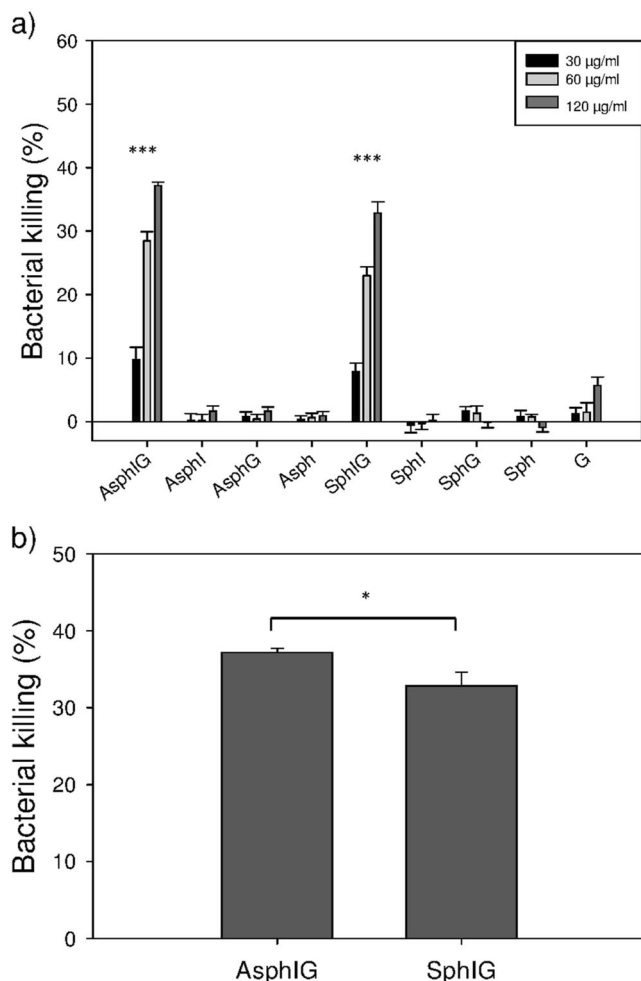 a)
60
50
40
30
20
10
0
Bacterial killing (%)
30 µg/ml
60 µg/ml
120 µg/ml
***
***
AsphIG
AsphI
AsphG
Asph
SphIG
SphI
SphG
Sph
G
b)
50
40
30
20
10
0
Bacterial killing (%)
*
AsphIG
SphIG